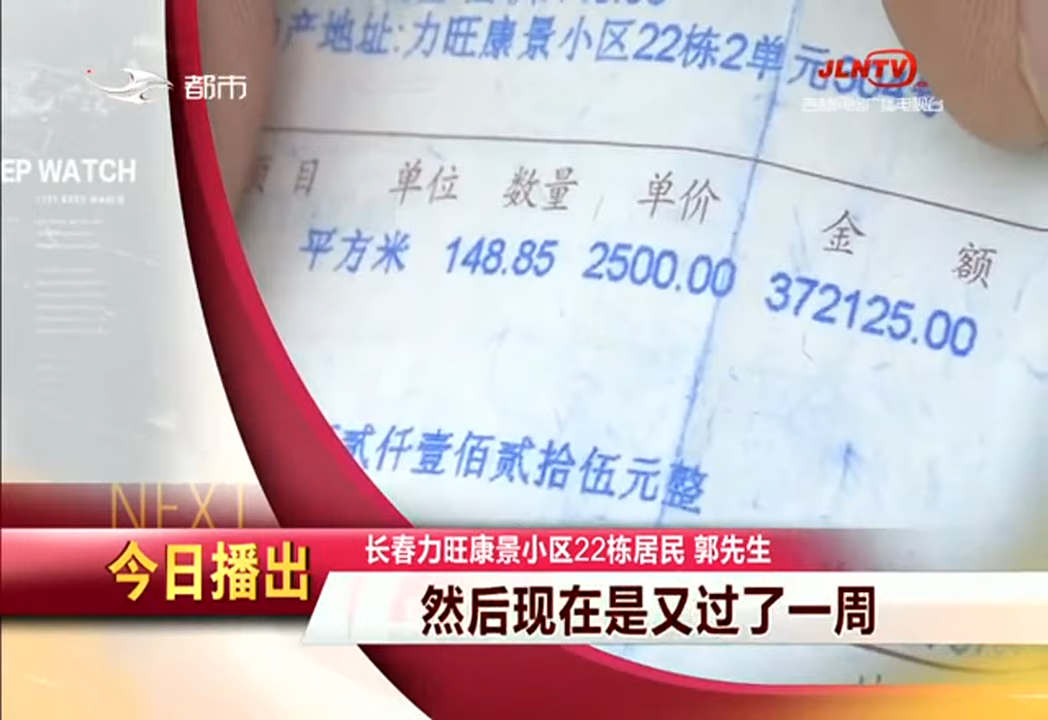 产地址:力旺康景小区22栋2单元
都市
JLNTV
EP WATCH
项目 单位 数量 单价 金额
平方米 148.85 2500.00 372125.00
贰仟壹佰贰拾伍元整
NEXT
今日播出
长春力旺康景小区22栋居民 郭先生
然后现在是又过了一周